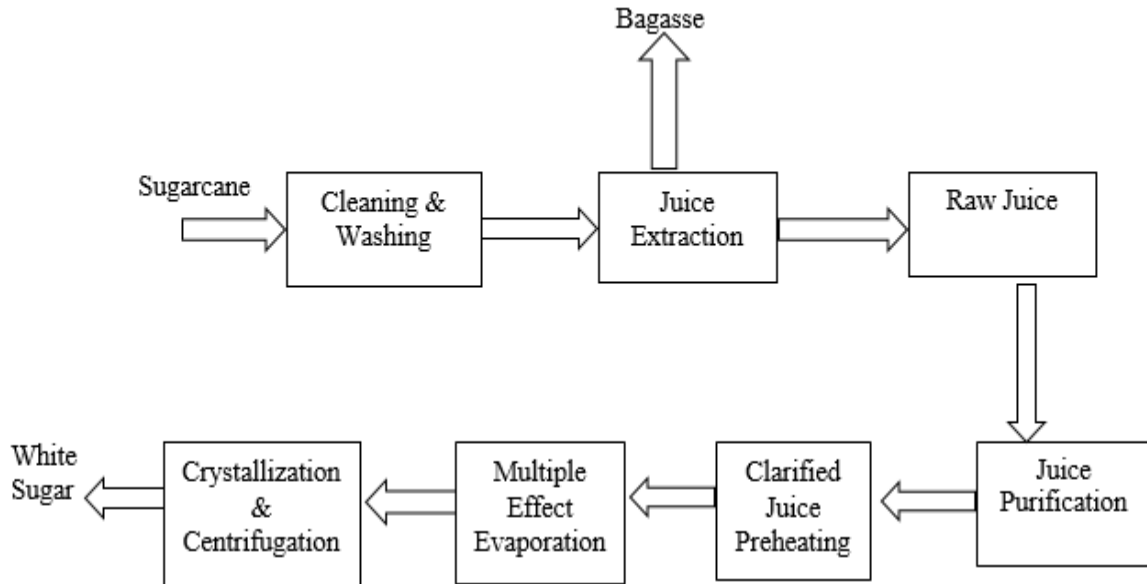 Bagasse
Sugarcane
Cleaning &
Washing
Juice
Extraction
Raw Juice
Juice
Purification
Clarified
Juice
Preheating
Multiple
Effect
Evaporation
Crystallization
&
Centrifugation
White
Sugar